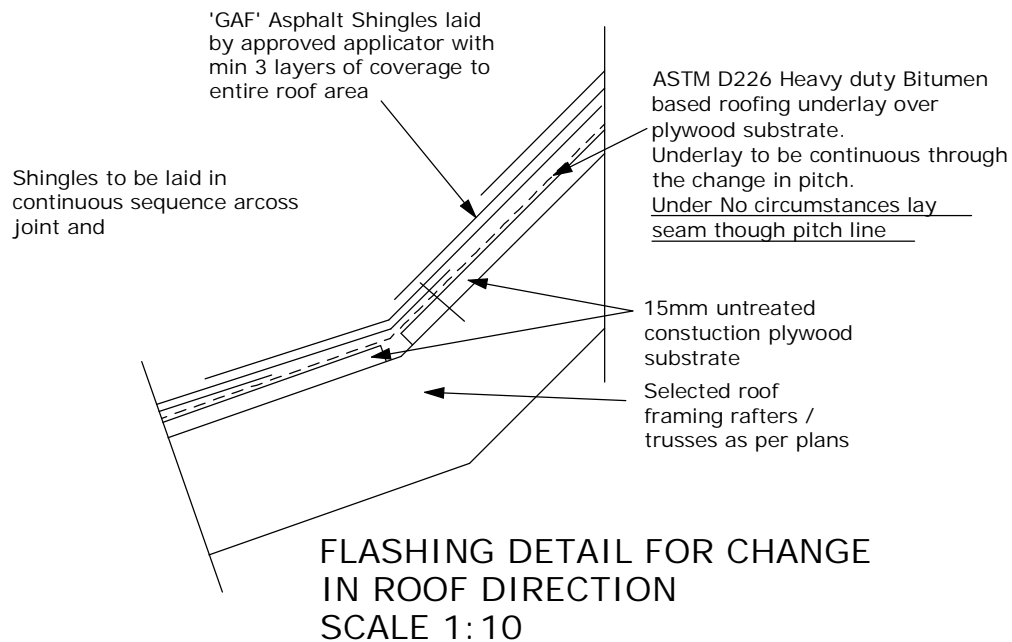 'GAF' Asphalt Shingles laid
by approved applicator with
min 3 layers of coverage to
entire roof area
ASTM D226 Heavy duty Bitumen
based roofing underlay over
plywood substrate.
Underlay to be continuous through
the change in pitch.
Under No circumstances lay
seam though pitch line
Shingles to be laid in
continuous sequence arcoss
joint and
15mm untreated
constuction plywood
substrate
Selected roof
framing rafters /
trusses as per plans
FLASHING DETAIL FOR CHANGE
IN ROOF DIRECTION
SCALE 1:10